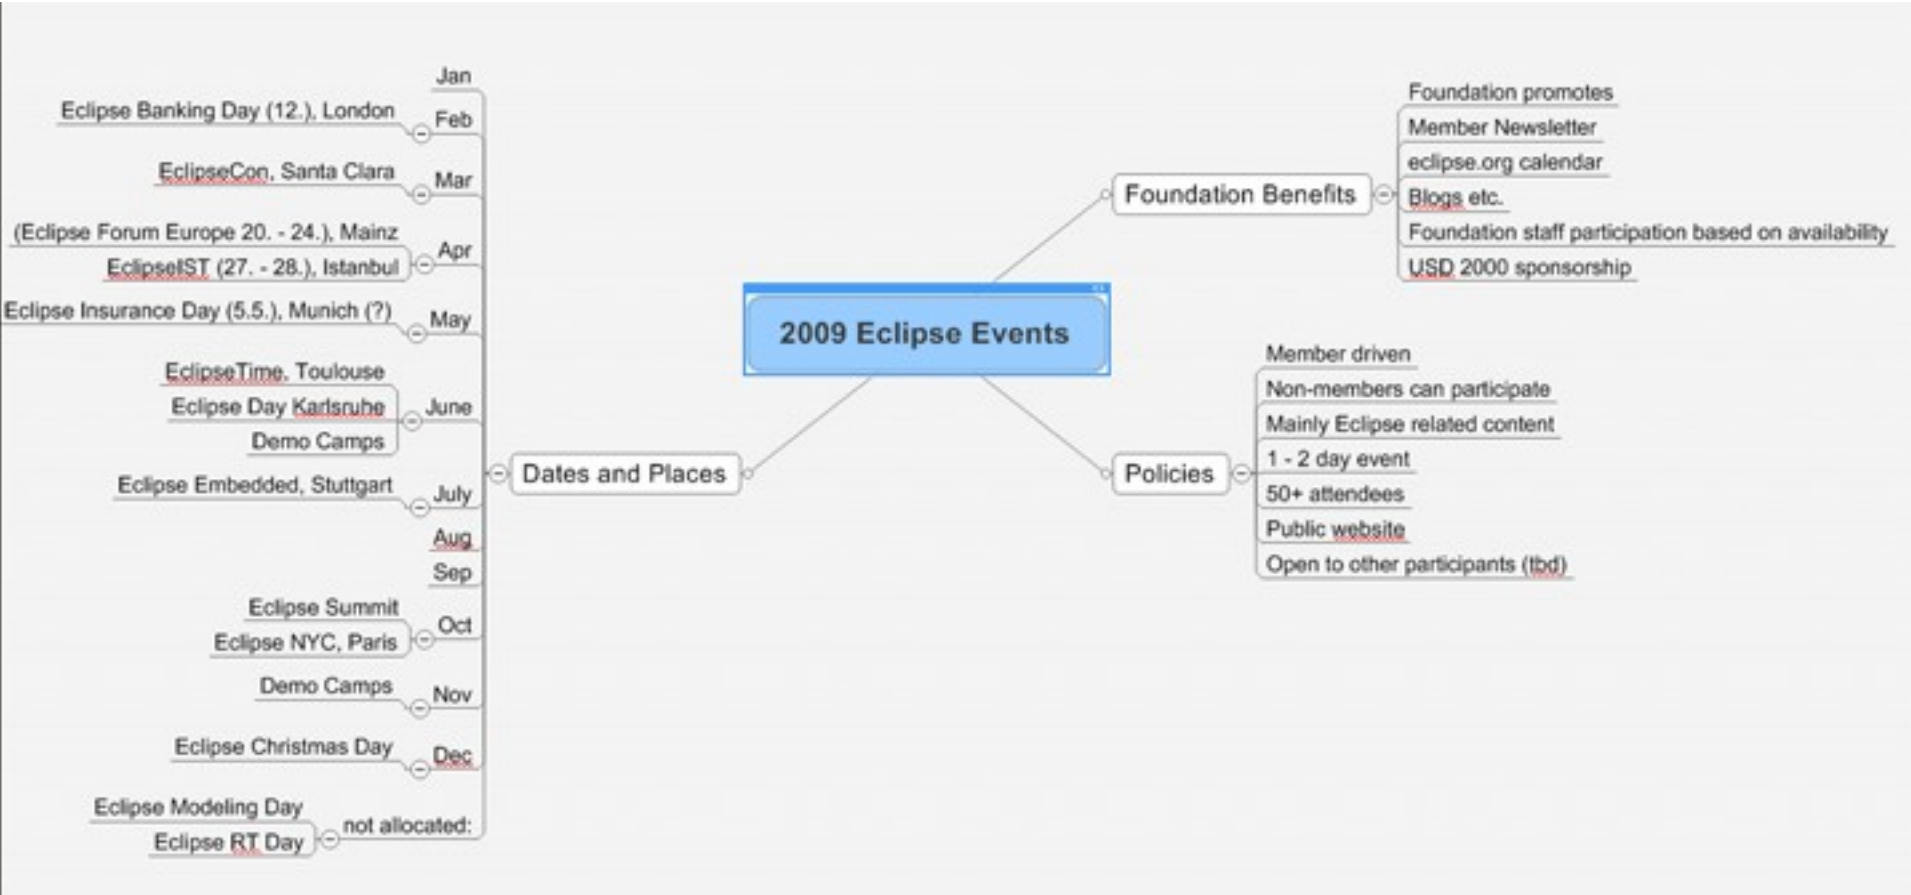 2009 Eclipse Events
Foundation Benefits
Foundation promotes
Member Newsletter
eclipse.org calendar
Blogs etc.
Foundation staff participation based on availability
USD 2000 sponsorship
Policies
Member driven
Non-members can participate
Mainly Eclipse related content
1 - 2 day event
50+ attendees
Public website
Open to other participants (tbd)
Dates and Places
Jan
Feb
Eclipse Banking Day (12.), London
Mar
EclipseCon, Santa Clara
Apr
(Eclipse Forum Europe 20. - 24.), Mainz
EclipseIST (27. - 28.), Istanbul
May
Eclipse Insurance Day (5.5.), Munich (?)
June
EclipseTime, Toulouse
Eclipse Day Karlsruhe
Demo Camps
July
Eclipse Embedded, Stuttgart
Aug
Sep
Oct
Eclipse Summit
Eclipse NYC, Paris
Nov
Demo Camps
Dec
Eclipse Christmas Day
not allocated:
Eclipse Modeling Day
Eclipse RT Day